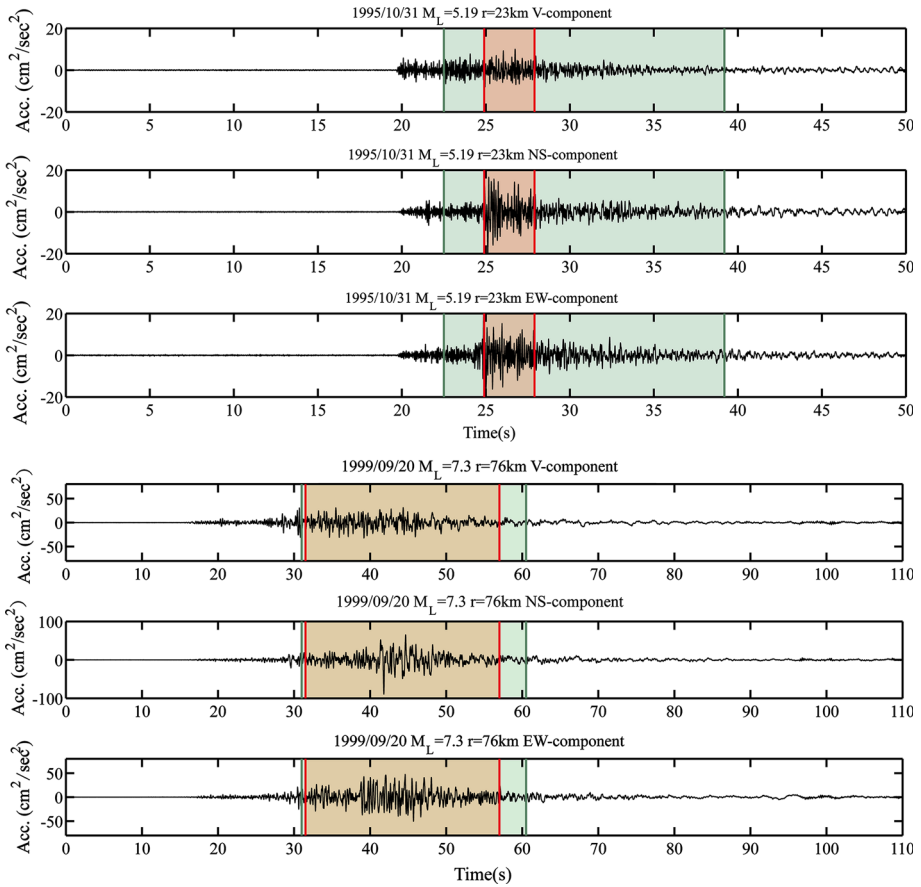 1995/10/31 M_L=5.19 r=23km V-component
Acc. (cm²/sec²)
20
0
-20
0 5 10 15 20 25 30 35 40 45 50
1995/10/31 M_L=5.19 r=23km NS-component
Acc. (cm²/sec²)
20
0
-20
0 5 10 15 20 25 30 35 40 45 50
1995/10/31 M_L=5.19 r=23km EW-component
Acc. (cm²/sec²)
20
0
-20
0 5 10 15 20 25 30 35 40 45 50
Time(s)
1999/09/20 M_L=7.3 r=76km V-component
Acc. (cm²/sec²)
50
0
-50
0 10 20 30 40 50 60 70 80 90 100 110
1999/09/20 M_L=7.3 r=76km NS-component
Acc. (cm²/sec²)
100
0
-100
0 10 20 30 40 50 60 70 80 90 100 110
1999/09/20 M_L=7.3 r=76km EW-component
Acc. (cm²/sec²)
50
0
-50
0 10 20 30 40 50 60 70 80 90 100 110
Time(s)